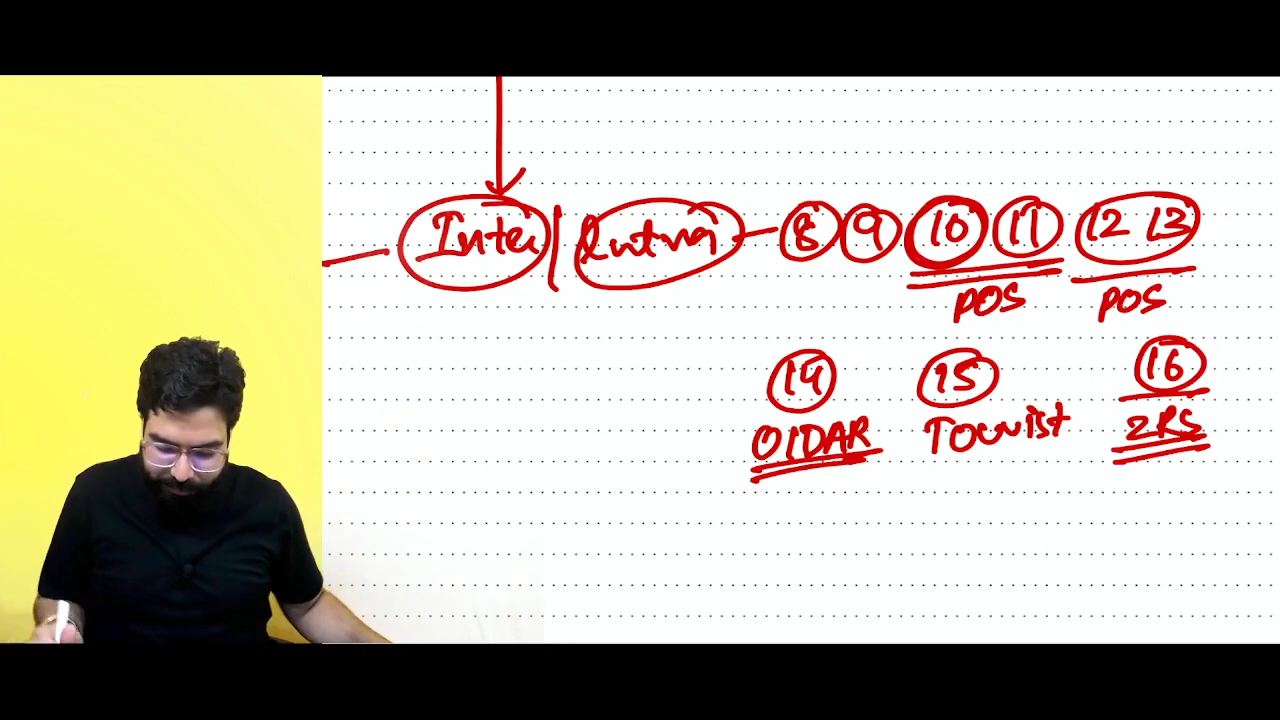 Inter | Intra - 8 9 10 11 12 13
POS POS
14 15 16
OIDAR Tourist ZRS